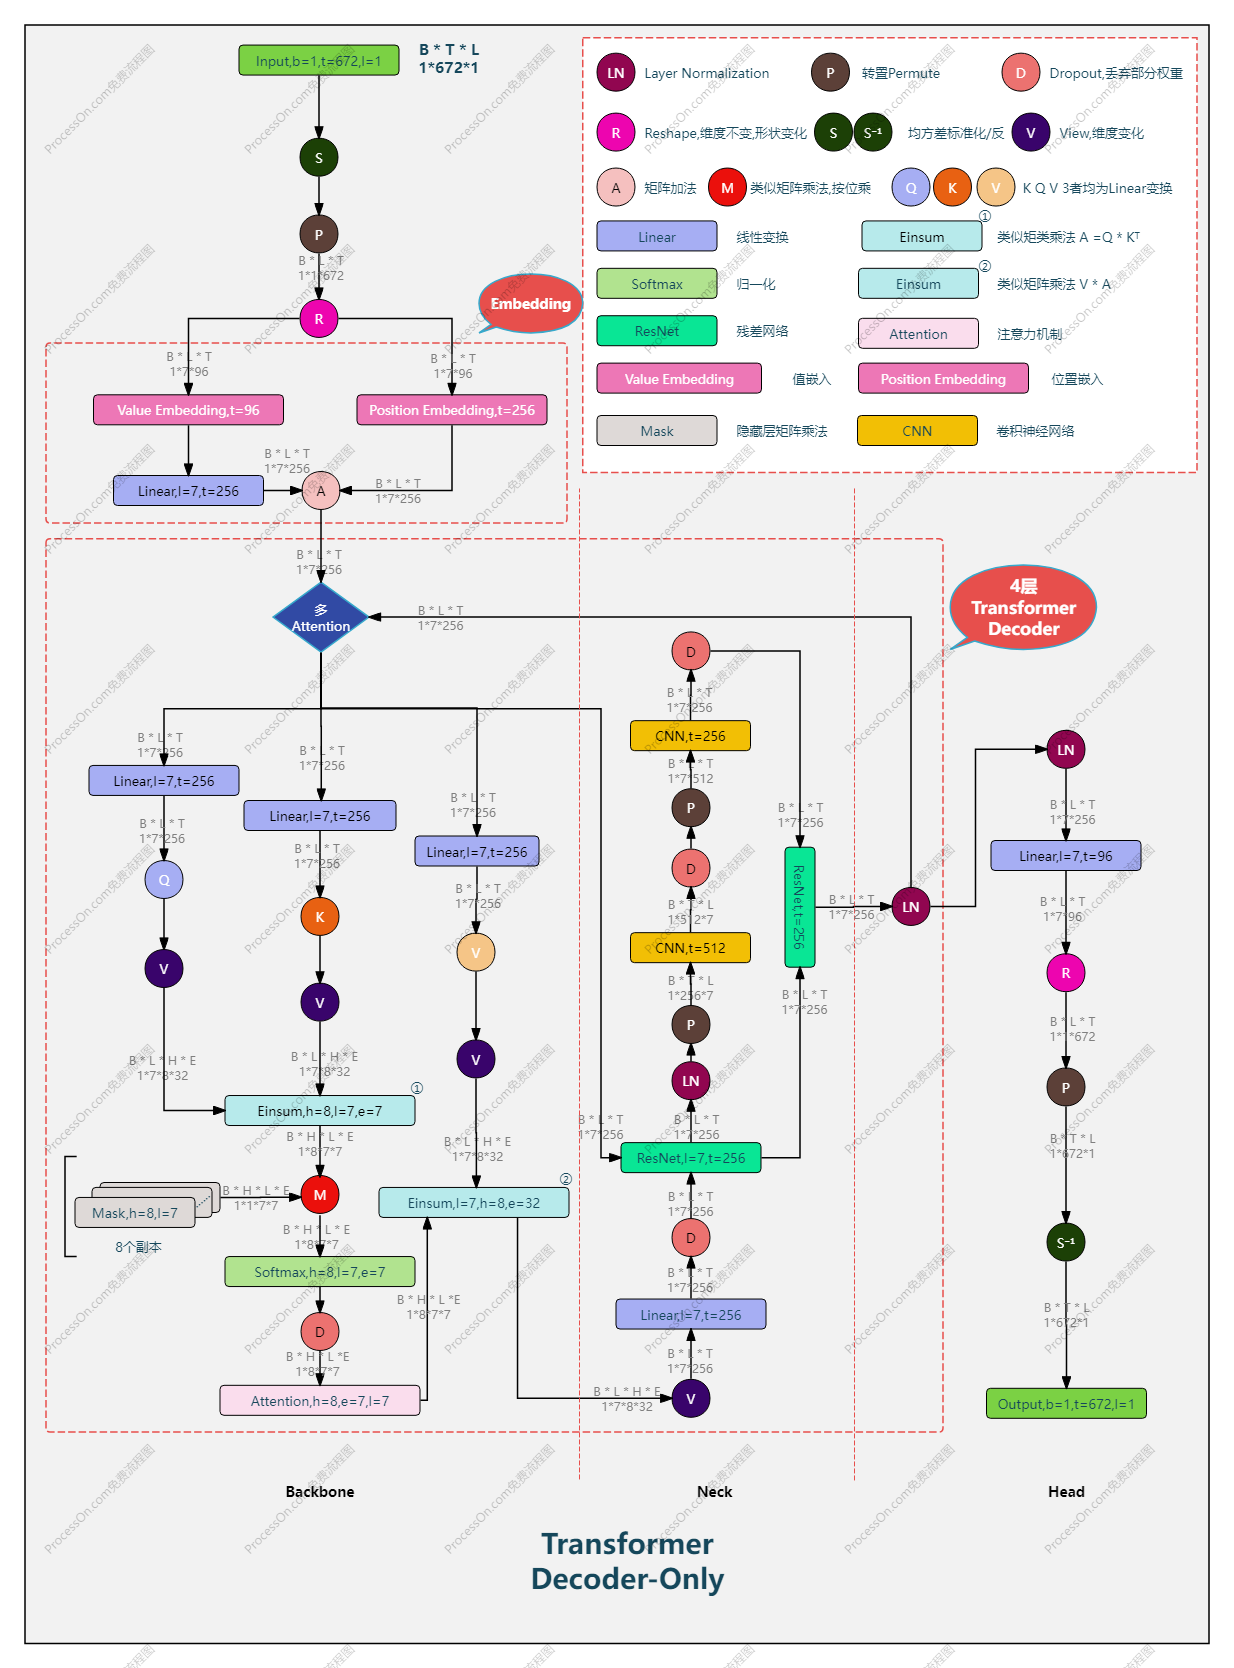 Input,b=1,t=672,l=1
B * T * L
1*672*1
S
P
B * L * T
1*1*672
R
Embedding
B * L * T
1*7*96
B * L * T
1*7*96
Value Embedding,t=96
Position Embedding,t=256
B * L * T
1*7*256
Linear,l=7,t=256
A
B * L * T
1*7*256
LN
Layer Normalization
P
转置Permute
D
Dropout,丢弃部分权重
R
Reshape,维度不变,形状变化
S
S⁻¹
均方差标准化/反
V
View,维度变化
A
矩阵加法
M
类似矩阵乘法,按位乘
Q
K
V
K Q V 3者均为Linear变换
Linear
线性变换
Einsum
①
类似矩类乘法 A =Q * Kᵀ
Softmax
归一化
Einsum
②
类似矩阵乘法 V * A
ResNet
残差网络
Attention
注意力机制
Value Embedding
值嵌入
Position Embedding
位置嵌入
Mask
隐藏层矩阵乘法
CNN
卷积神经网络
B * L * T
1*7*256
多
Attention
B * L * T
1*7*256
4层
Transformer
Decoder
B * L * T
1*7*256
Linear,l=7,t=256
B * L * T
1*7*256
Q
V
B * L * H * E
1*7*8*32
B * L * T
1*7*256
Linear,l=7,t=256
B * L * T
1*7*256
K
V
B * L * H * E
1*7*8*32
B * L * T
1*7*256
Linear,l=7,t=256
B * L * T
1*7*256
V
V
B * L * H * E
1*7*8*32
Einsum,h=8,l=7,e=7
①
B * H * L * E
1*8*7*7
Mask,h=8,l=7
8个副本
B * H * L * E
1*1*7*7
M
B * H * L * E
1*8*7*7
Softmax,h=8,l=7,e=7
D
B * H * L *E
1*8*7*7
Attention,h=8,e=7,l=7
B * H * L *E
1*8*7*7
Einsum,l=7,h=8,e=32
②
B * L * H * E
1*7*8*32
V
B * L * T
1*7*256
Linear,l=7,t=256
B * L * T
1*7*256
D
B * L * T
1*7*256
B * L * T
1*7*256
ResNet,l=7,t=256
B * L * T
1*7*256
LN
P
B * T * L
1*256*7
CNN,t=512
B * T * L
1*512*7
D
P
B * L * T
1*7*512
CNN,t=256
B * L * T
1*7*256
D
B * L * T
1*7*256
ResNet,t=256
B * L * T
1*7*256
B * L * T
1*7*256
LN
LN
B * L * T
1*7*256
Linear,l=7,t=96
B * L * T
1*7*96
R
B * L * T
1*1*672
P
B * T * L
1*672*1
S⁻¹
B * T * L
1*672*1
Output,b=1,t=672,l=1
Backbone
Neck
Head
Transformer
Decoder-Only
ProcessOn.com免费流程图